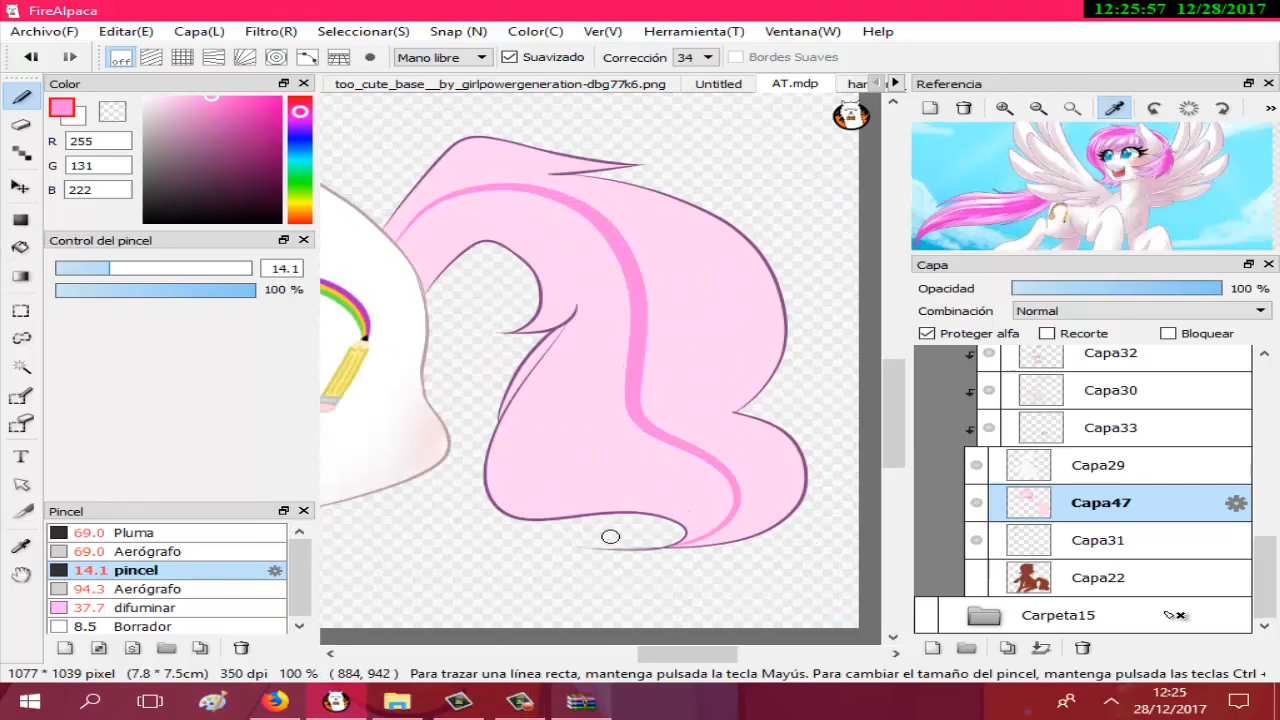 FireAlpaca
12:25:57 12/28/2017
Archivo(F) Editar(E) Capa(L) Filtro(R) Seleccionar(S) Snap (N) Color(C) Ver(V) Herramienta(T) Ventana(W) Help
off Mano libre Suavizado Corrección 34 Bordes Suaves
Color
too_cute_base__by_girlpowergeneration-dbg77k6.png Untitled AT.mdp har
Referencia
R 255
G 131
B 222
Control del pincel
14.1
100 %
Capa
Opacidad 100 %
Combinación Normal
Proteger alfa Recorte Bloquear
Capa32
Capa30
Capa33
Capa29
Capa47
Capa31
Capa22
Carpeta15
Pincel
69.0 Pluma
69.0 Aerógrafo
14.1 pincel
94.3 Aerógrafo
37.7 difuminar
8.5 Borrador
1077 * 1039 pixel (7.8 * 7.5cm) 350 dpi 100 % ( 884, 942 ) Para trazar una línea recta, mantenga pulsada la tecla Mayús. Para cambiar el tamaño del pincel, mantenga pulsadas las teclas Ctrl
12:25
28/12/2017